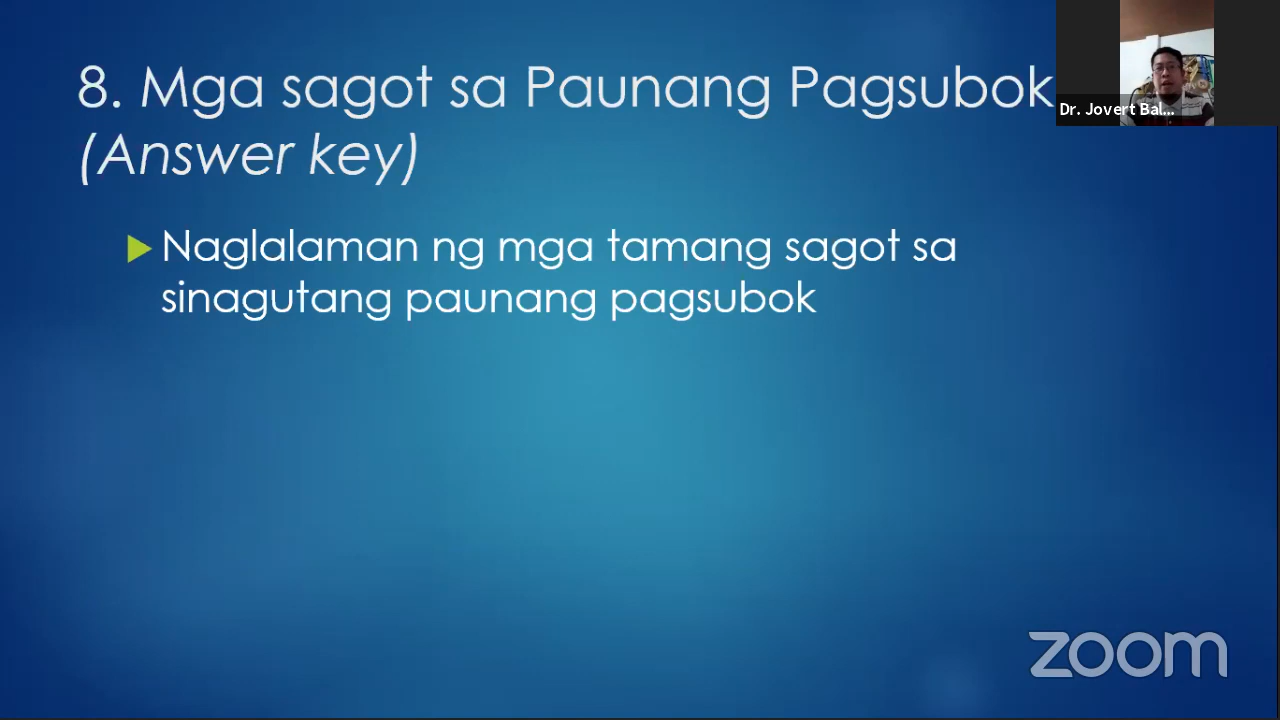 8. Mga sagot sa Paunang Pagsubok
(Answer key)
Dr. Jovert Bal...
Naglalaman ng mga tamang sagot sa
sinagutang paunang pagsubok
zoom